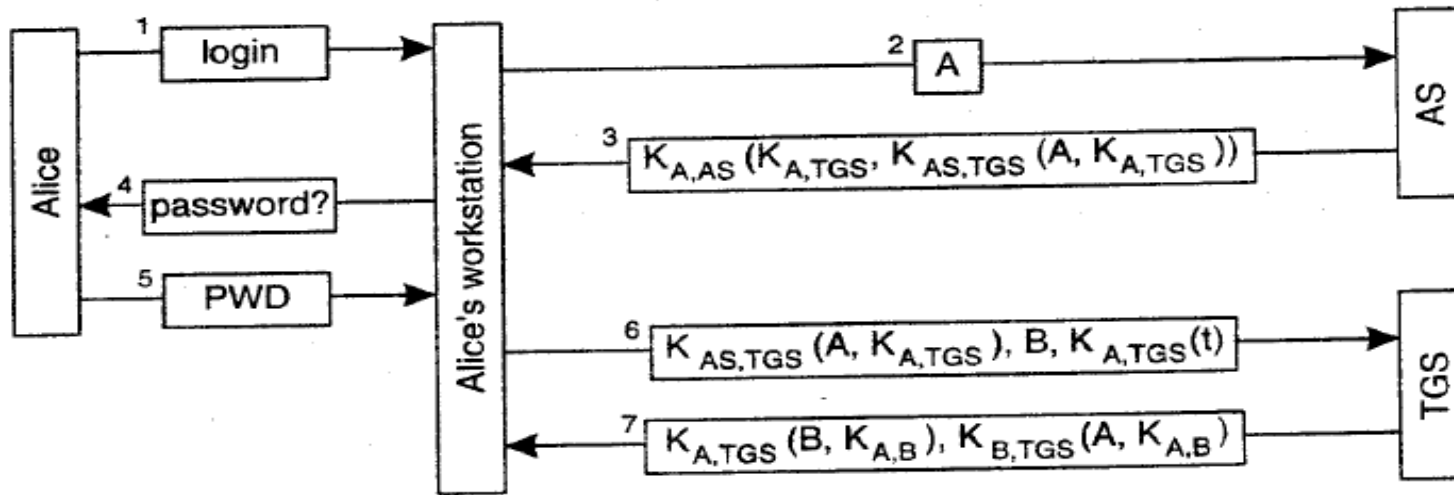 Alice
1
login
4
password?
5
PWD
Alice's workstation
2
A
3
K_A,AS (K_A,TGS, K_AS,TGS (A, K_A,TGS))
6
K_AS,TGS (A, K_A,TGS), B, K_A,TGS(t)
7
K_A,TGS (B, K_A,B), K_B,TGS (A, K_A,B)
AS
TGS